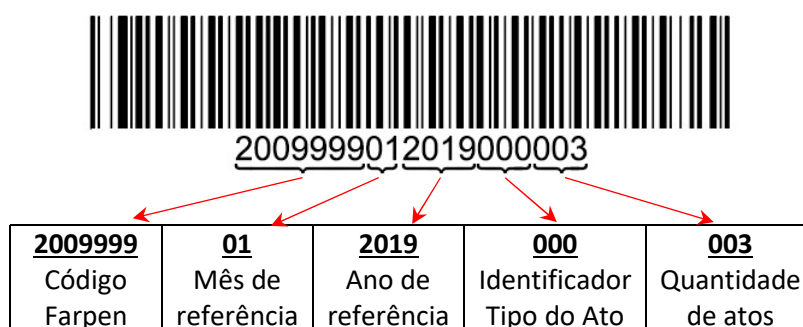 2009999012019000003
2009999 01 2019 000 003
Código Mês de Ano de Identificador Quantidade
Farpen referência referência Tipo do Ato de atos